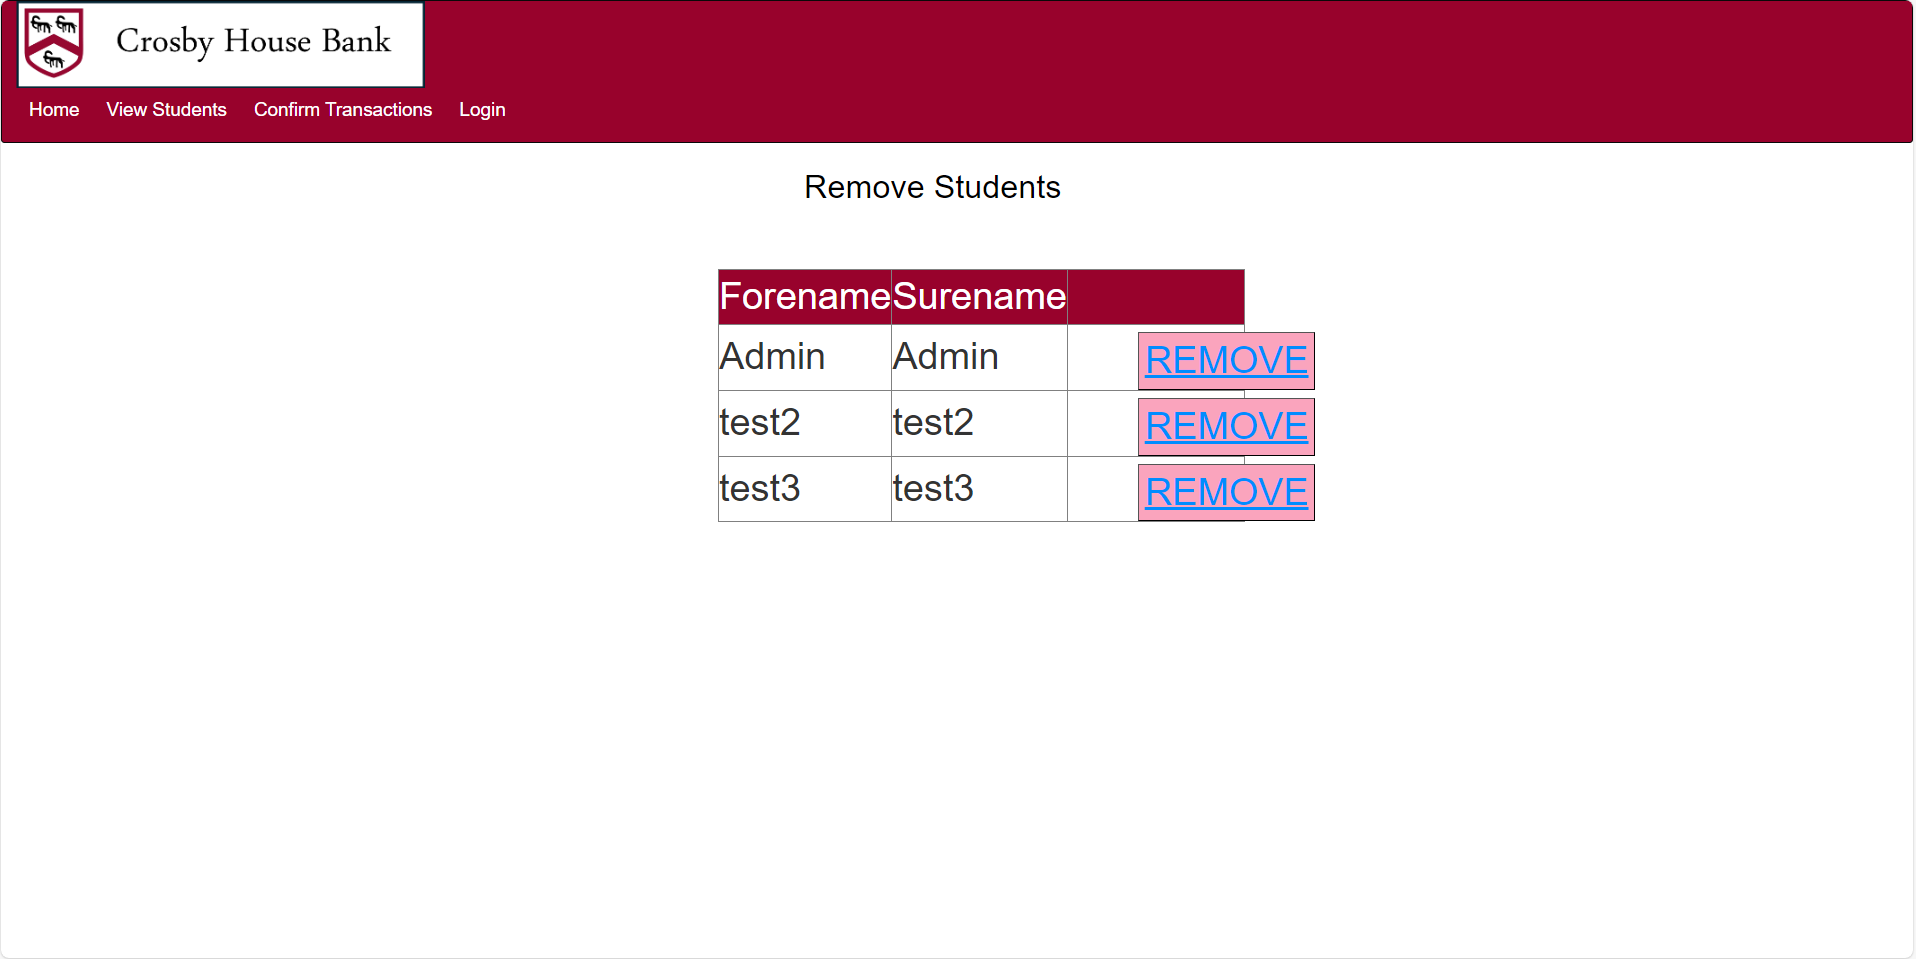 Crosby House Bank
Home View Students Confirm Transactions Login
Remove Students
Forename Surename
Admin Admin REMOVE
test2 test2 REMOVE
test3 test3 REMOVE